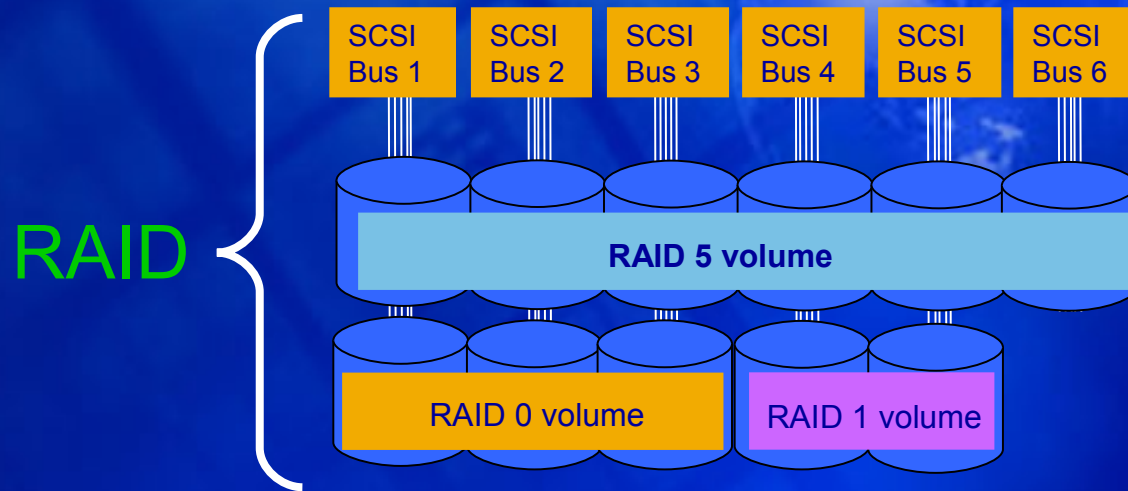 SCSI
Bus 1
SCSI
Bus 2
SCSI
Bus 3
SCSI
Bus 4
SCSI
Bus 5
SCSI
Bus 6
RAID
RAID 5 volume
RAID 0 volume
RAID 1 volume